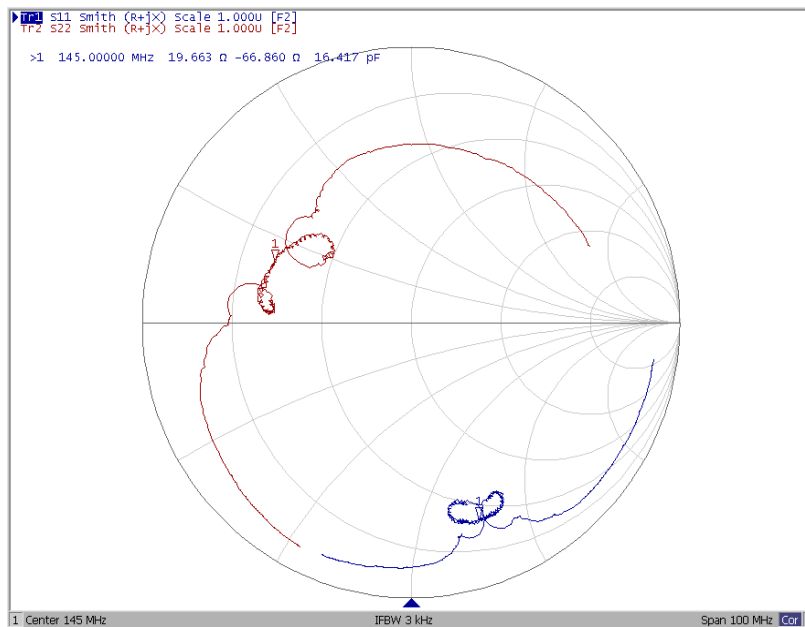 Tr1 S11 Smith (R+jX) Scale 1.000U [F2]
Tr2 S22 Smith (R+jX) Scale 1.000U [F2]
>1 145.00000 MHz 19.663 Ω -66.860 Ω 16.417 pF
1
1
1 Center 145 MHz IFBW 3 kHz Span 100 MHz Cor